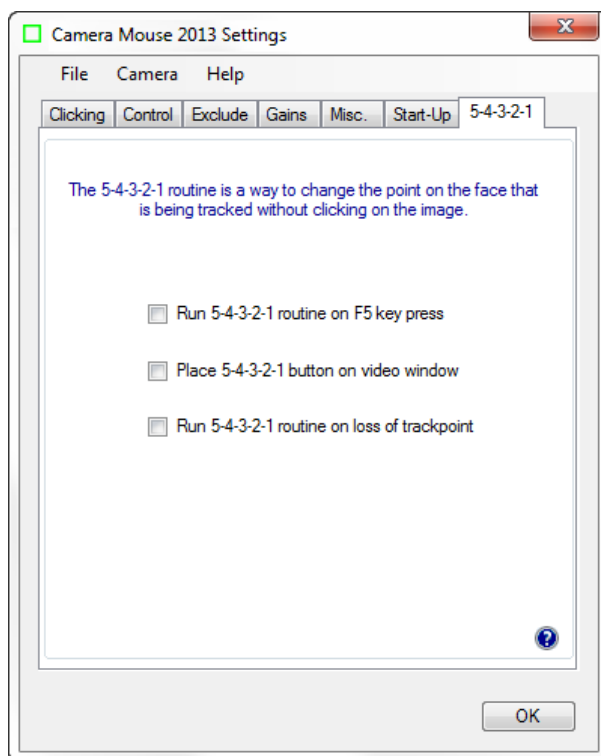 Camera Mouse 2013 Settings
X
File Camera Help
Clicking Control Exclude Gains Misc. Start-Up 5-4-3-2-1
The 5-4-3-2-1 routine is a way to change the point on the face that
is being tracked without clicking on the image.
Run 5-4-3-2-1 routine on F5 key press
Place 5-4-3-2-1 button on video window
Run 5-4-3-2-1 routine on loss of trackpoint
?
OK